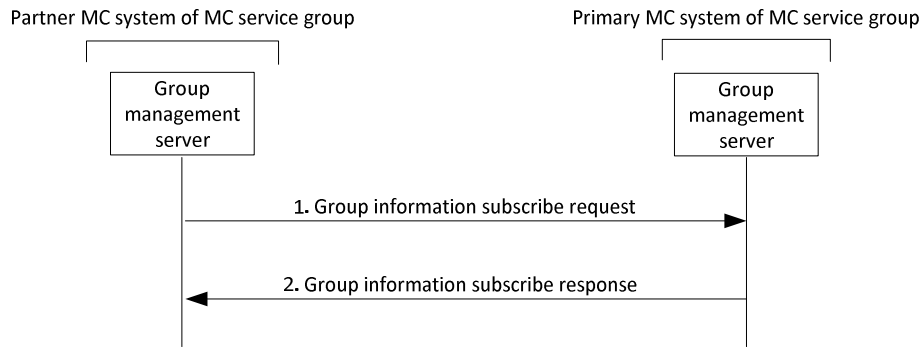 Partner MC system of MC service group
Primary MC system of MC service group
Group
management
server
Group
management
server
1. Group information subscribe request
2. Group information subscribe response